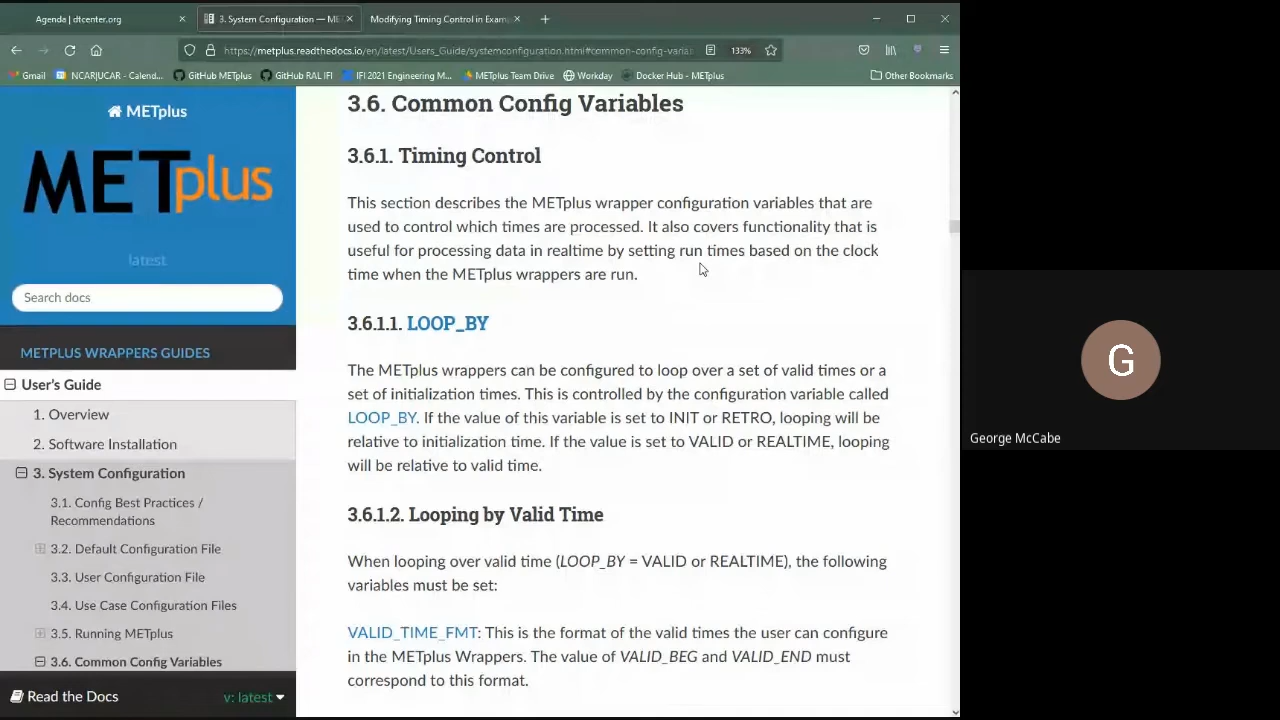 Agenda | dtcenter.org
3. System Configuration — ME
Modifying Timing Control in Exam
https://metplus.readthedocs.io/en/latest/Users_Guide/systemconfiguration.html#common-config-varia
133%
Gmail
NCAR|UCAR - Calend...
GitHub METplus
GitHub RAL IFI
IFI 2021 Engineering M...
METplus Team Drive
Workday
Docker Hub - METplus
Other Bookmarks
METplus
METplus
latest
Search docs
METPLUS WRAPPERS GUIDES
User's Guide
1. Overview
2. Software Installation
3. System Configuration
3.1. Config Best Practices /
Recommendations
3.2. Default Configuration File
3.3. User Configuration File
3.4. Use Case Configuration Files
3.5. Running METplus
3.6. Common Config Variables
Read the Docs
v: latest
3.6. Common Config Variables
3.6.1. Timing Control
This section describes the METplus wrapper configuration variables that are
used to control which times are processed. It also covers functionality that is
useful for processing data in realtime by setting run times based on the clock
time when the METplus wrappers are run.
3.6.1.1. LOOP_BY
The METplus wrappers can be configured to loop over a set of valid times or a
set of initialization times. This is controlled by the configuration variable called
LOOP_BY. If the value of this variable is set to INIT or RETRO, looping will be
relative to initialization time. If the value is set to VALID or REALTIME, looping
will be relative to valid time.
3.6.1.2. Looping by Valid Time
When looping over valid time (LOOP_BY = VALID or REALTIME), the following
variables must be set:
VALID_TIME_FMT: This is the format of the valid times the user can configure
in the METplus Wrappers. The value of VALID_BEG and VALID_END must
correspond to this format.
G
George McCabe